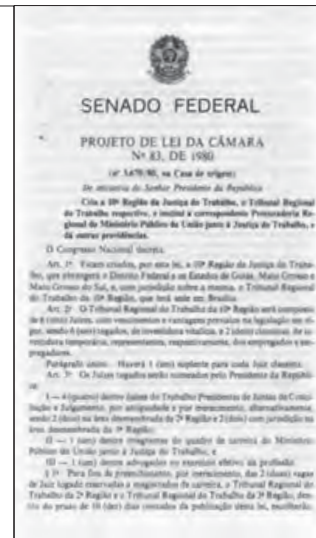 SENADO FEDERAL
PROJETO DE LEI DA CÂMARA
Nº 83, DE 1980
(nº 3.670/80, na Casa de origem)
De iniciativa do Senhor Presidente da República
Cria a 10ª Região da Justiça do Trabalho, o Tribunal Regional
do Trabalho respectivo, e institui a correspondente Procuradoria Re-
gional do Ministério Público da União junto à Justiça do Trabalho, e
dá outras providências.
O Congresso Nacional decreta:
Art. 1º Ficam criados, por esta lei, a 10ª Região da Justiça do Traba-
lho, que abrangerá o Distrito Federal e os Estados de Goiás, Mato Grosso e
Mato Grosso do Sul, e, com jurisdição sobre a mesma, o Tribunal Regional
do Trabalho da 10ª Região, que terá sede em Brasília.
Art. 2º O Tribunal Regional do Trabalho da 10ª Região será composto
de 8 (oito) Juízes, com vencimentos e vantagens previstos na legislação em vi-
gor, sendo 6 (seis) togados, de investidura vitalícia, e 2 (dois) classistas, de in-
vestidura temporária, representantes, respectivamente, dos empregados e em-
pregadores.
Parágrafo único. Haverá 1 (um) suplente para cada Juiz classista.
Art. 3º Os Juízes togados serão nomeados pelo Presidente da Repúbli-
ca:
I — 4 (quatro) dentre Juízes do Trabalho Presidentes de Juntas de Conci-
liação e Julgamento, por antiguidade e por merecimento, alternativamente,
sendo 2 (dois) na área desmembrada da 2ª Região e 2 (dois) com jurisdição na
área desmembrada da 3ª Região;
II — 1 (um) dentre integrantes do quadro de carreira do Ministério
Público da União junto à Justiça do Trabalho; e
III — 1 (um) dentre advogados no exercício efetivo da profissão.
§ 1º Para fins de preenchimento, por merecimento, das 2 (duas) vagas
de Juiz togado reservadas a magistrados de carreira, o Tribunal Regional do
Trabalho da 2ª Região e o Tribunal Regional do Trabalho da 3ª Região, den-
tro do prazo de 10 (dez) dias contados da publicação desta lei, escolherão,